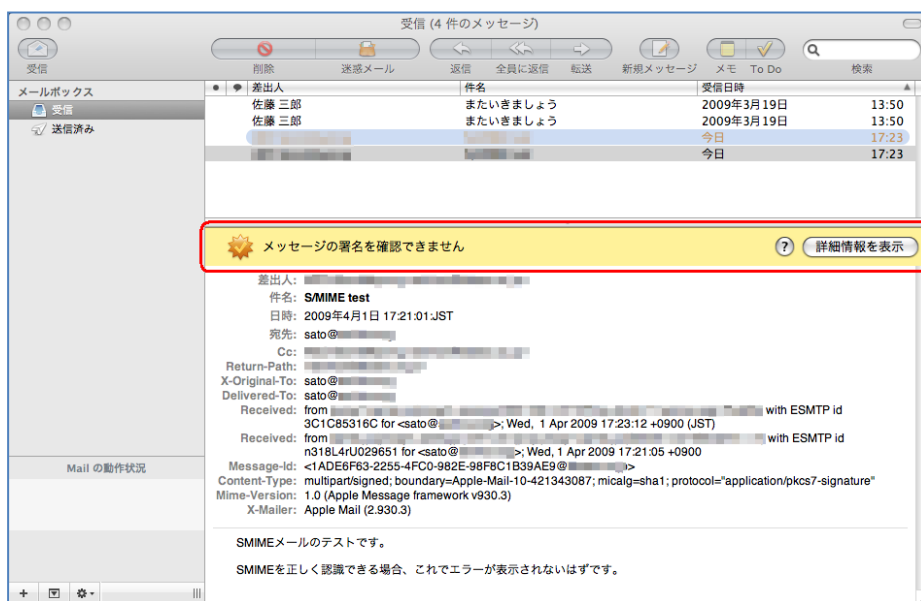 受信 (4 件のメッセージ)
受信 削除 迷惑メール 返信 全員に返信 転送 新規メッセージ メモ To Do 検索
メールボックス
受信
送信済み
差出人 件名 受信日時
佐藤 三郎 またいきましょう 2009年3月19日 13:50
佐藤 三郎 またいきましょう 2009年3月19日 13:50
今日 17:23
今日 17:23
メッセージの署名を確認できません ? 詳細情報を表示
差出人:
件名: S/MIME test
日時: 2009年4月1日 17:21:01:JST
宛先: sato@
Cc:
Return-Path:
X-Original-To: sato@
Delivered-To: sato@
Received: from with ESMTP id
3C1C85316C for <sato@ >; Wed, 1 Apr 2009 17:23:12 +0900 (JST)
Received: from with ESMTP id
n318L4rU029651 for <sato@ >; Wed, 1 Apr 2009 17:21:05 +0900
Message-Id: <1ADE6F63-2255-4FC0-982E-98F8C1B39AE9@ >
Content-Type: multipart/signed; boundary=Apple-Mail-10-421343087; micalg=sha1; protocol="application/pkcs7-signature"
Mime-Version: 1.0 (Apple Message framework v930.3)
X-Mailer: Apple Mail (2.930.3)
SMIMEメールのテストです。
SMIMEを正しく認識できる場合、これでエラーが表示されないはずです。
Mail の動作状況